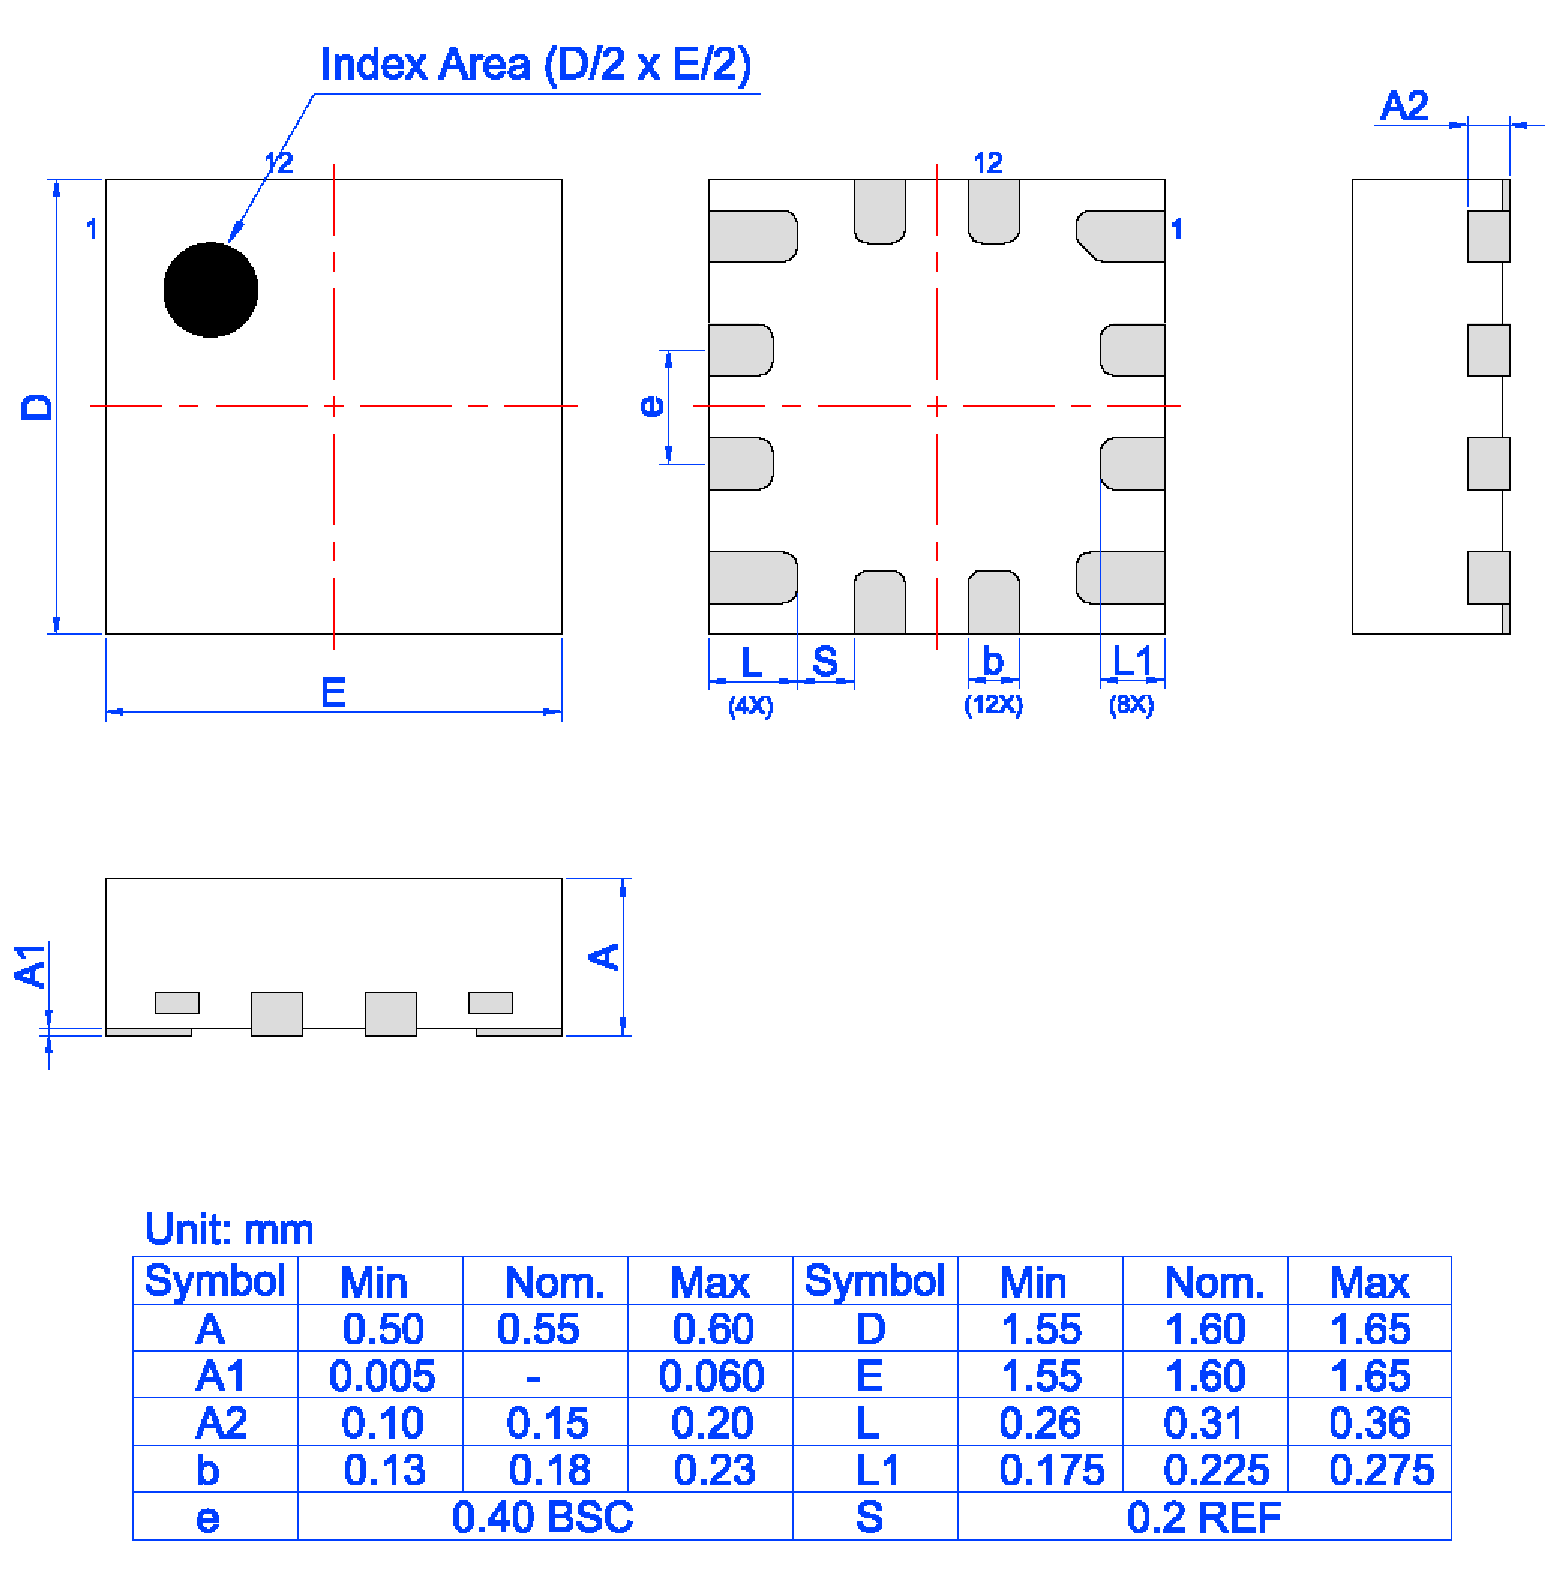 Index Area (D/2 x E/2)
A2
12
12
1
1
D
e
E
L
S
b
L1
(4X)
(12X)
(8X)
A1
A
Unit: mm
Symbol Min Nom. Max Symbol Min Nom. Max
A 0.50 0.55 0.60 D 1.55 1.60 1.65
A1 0.005 - 0.060 E 1.55 1.60 1.65
A2 0.10 0.15 0.20 L 0.26 0.31 0.36
b 0.13 0.18 0.23 L1 0.175 0.225 0.275
e 0.40 BSC S 0.2 REF